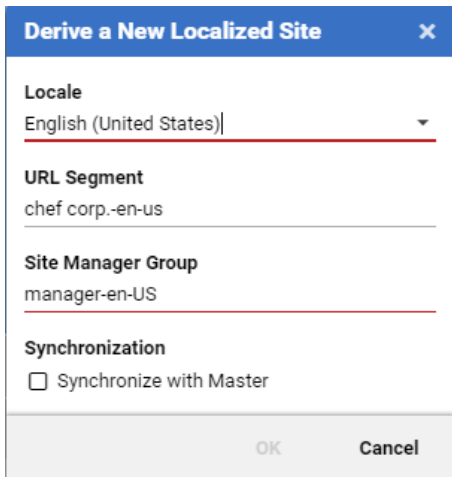 Derive a New Localized Site
Locale
English (United States)
URL Segment
chef corp.-en-us
Site Manager Group
manager-en-US
Synchronization
Synchronize with Master
OK
Cancel